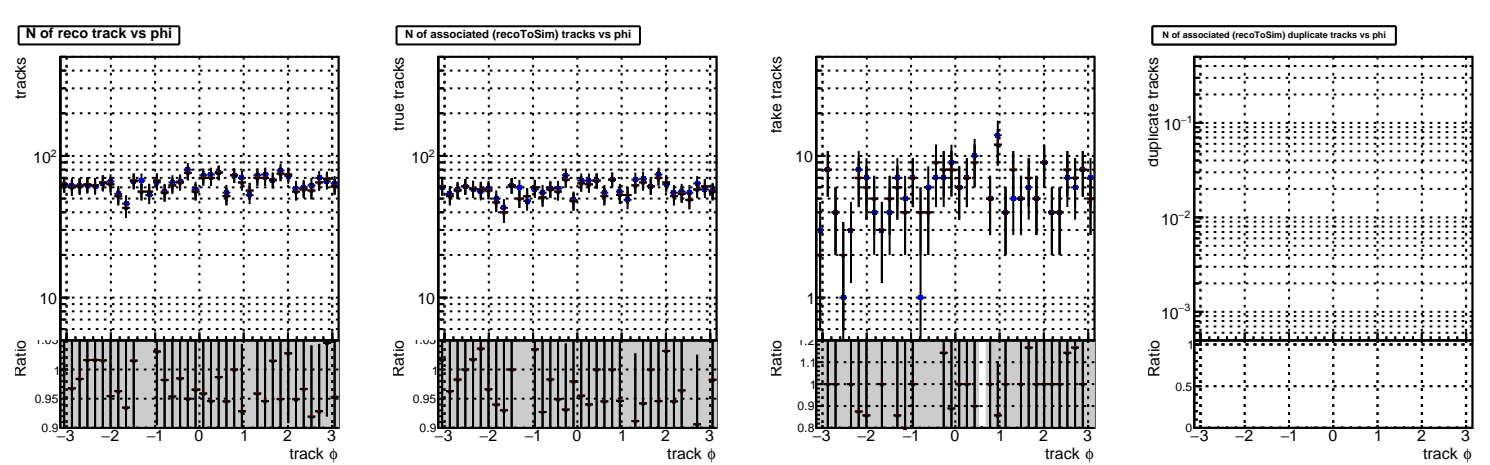 N of reco track vs phi
tracks
10²
10
Ratio
1
0.95
0.9
−3 −2 −1 0 1 2 3
track ϕ
N of associated (recoToSim) tracks vs phi
true tracks
10²
10
Ratio
1
0.95
0.9
−3 −2 −1 0 1 2 3
track ϕ
fake tracks
10
1
Ratio
1.2
1.1
1
0.9
0.8
−3 −2 −1 0 1 2 3
track ϕ
N of associated (recoToSim) duplicate tracks vs phi
duplicate tracks
10⁻¹
10⁻²
10⁻³
Ratio
1
0.5
0
−3 −2 −1 0 1 2 3
track ϕ